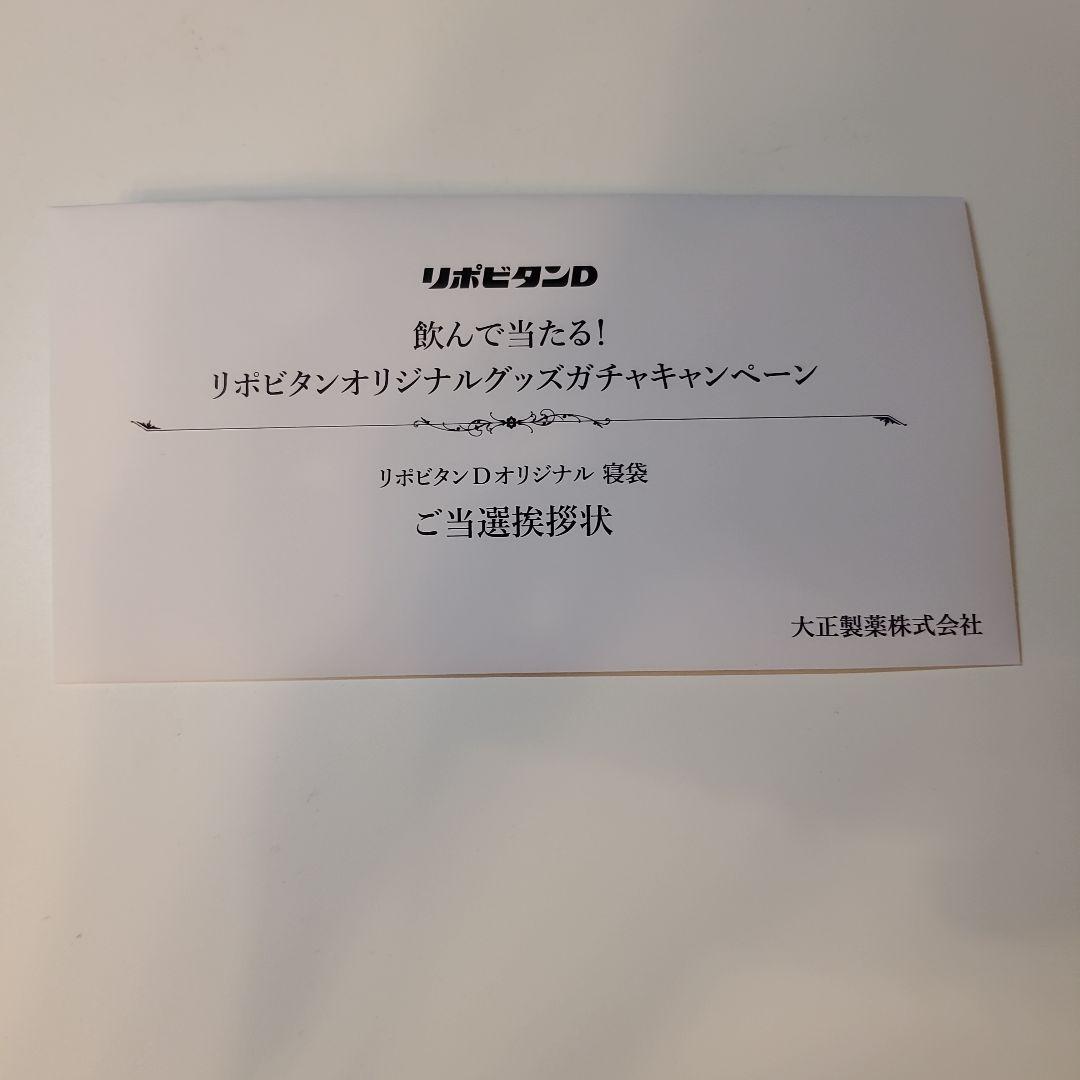 リポビタンD
飲んで当たる!
リポビタンオリジナルグッズガチャキャンペーン
リポビタンDオリジナル 寝袋
ご当選挨拶状
大正製薬株式会社